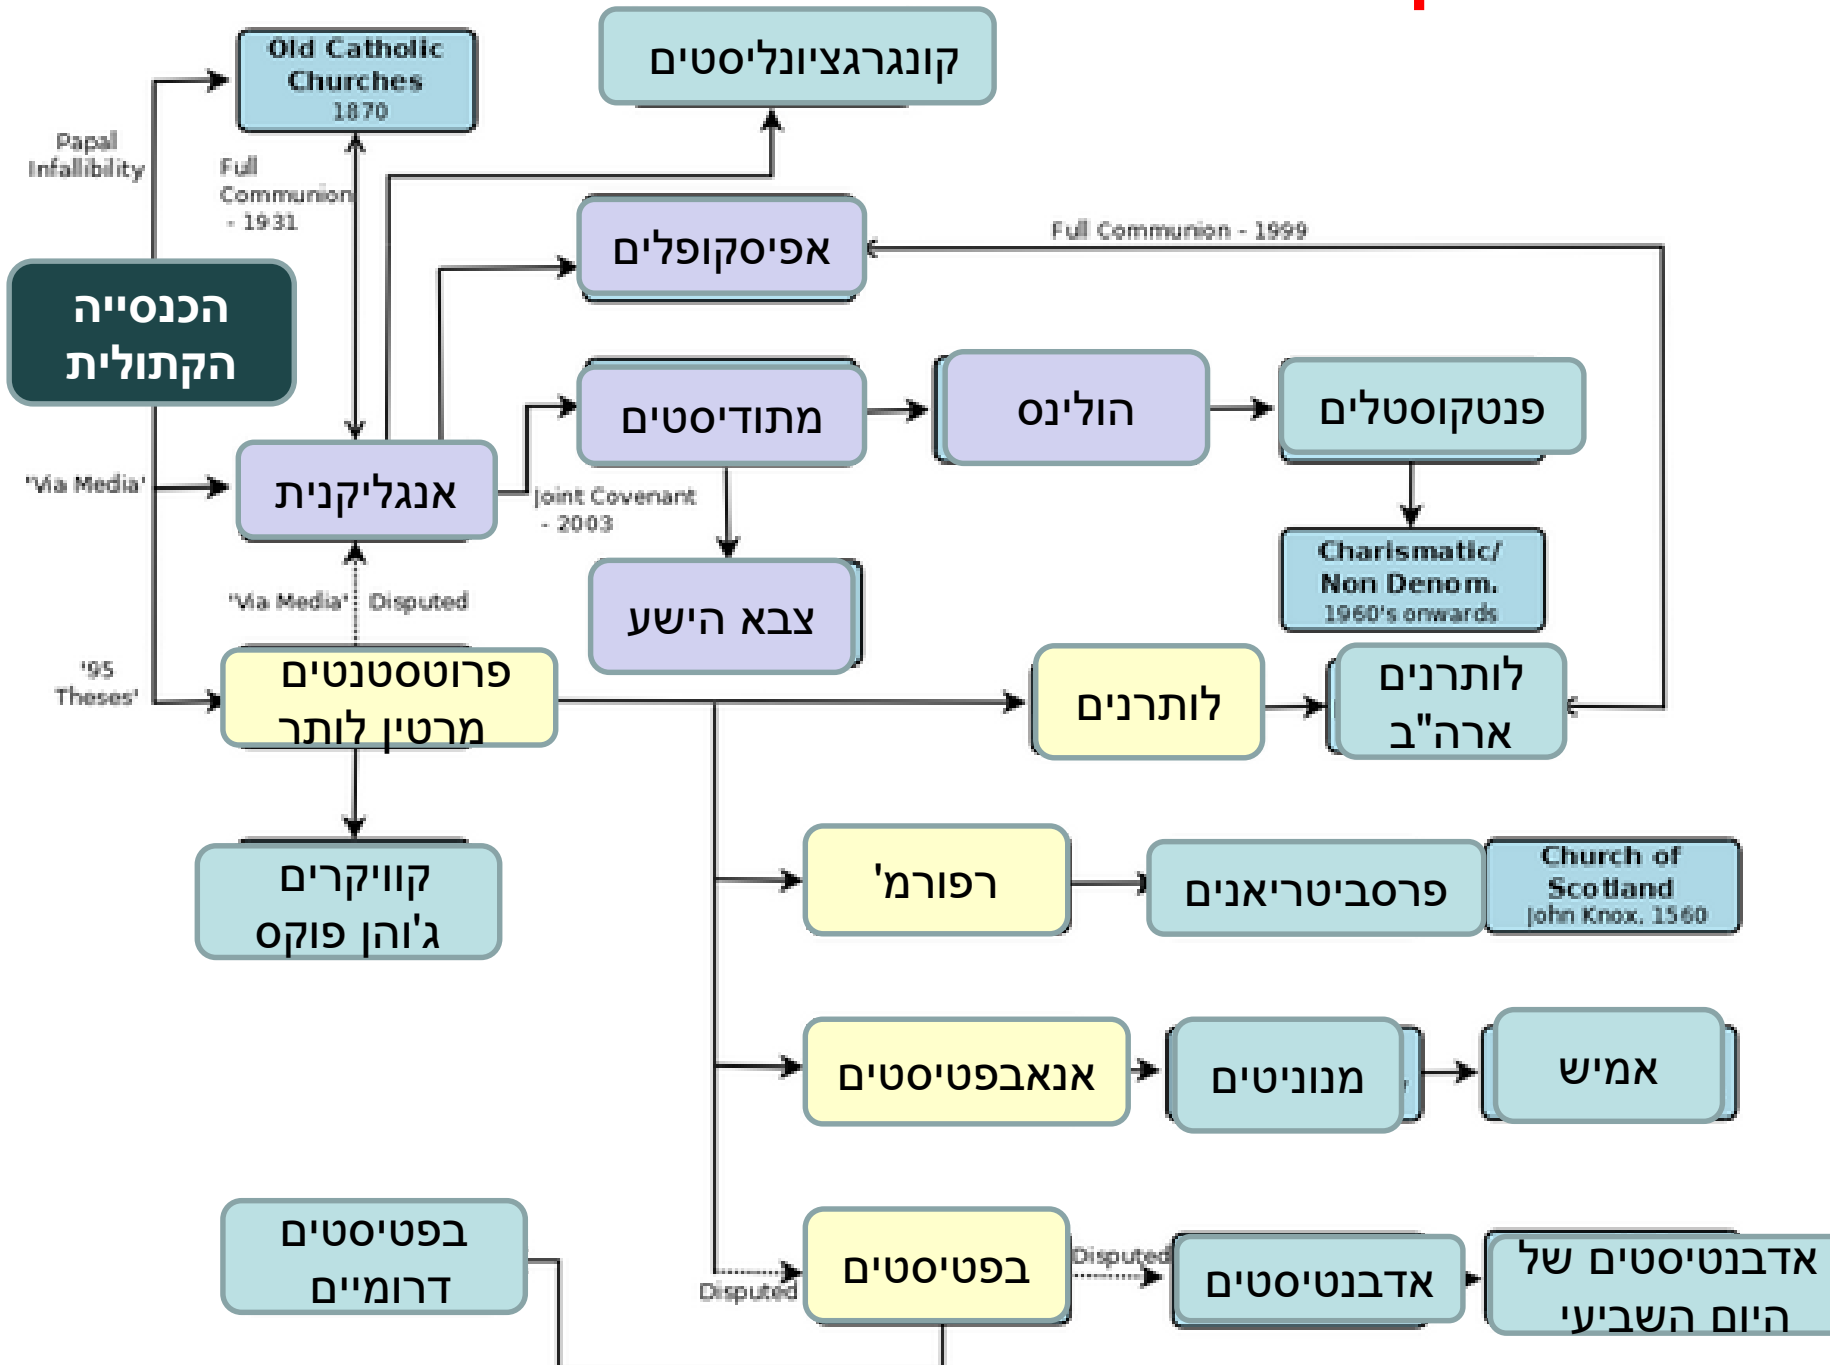 Old Catholic
Churches
1870
קונגרגציונליסטים
Papal
Infallibility
Full
Communion
- 1931
אפיסקופלים
Full Communion - 1999
הכנסייה
הקתולית
מתודיסטים
הולינס
פנטקוסטלים
'Via Media'
אנגליקנית
Joint Covenant
- 2003
Charismatic/
Non Denom.
1960's onwards
'Via Media'
Disputed
צבא הישע
'95
Theses'
פרוטסטנטים
מרטין לותר
לותרנים
לותרנים
ארה"ב
קוויקרים
ג'והן פוקס
רפורמ'
פרסביטריאנים
Church of
Scotland
John Knox. 1560
אנאבפטיסטים
מנוניטים
אמיש
בפטיסטים
דרומיים
Disputed
בפטיסטים
Disputed
אדבנטיסטים
אדבנטיסטים של
היום השביעי